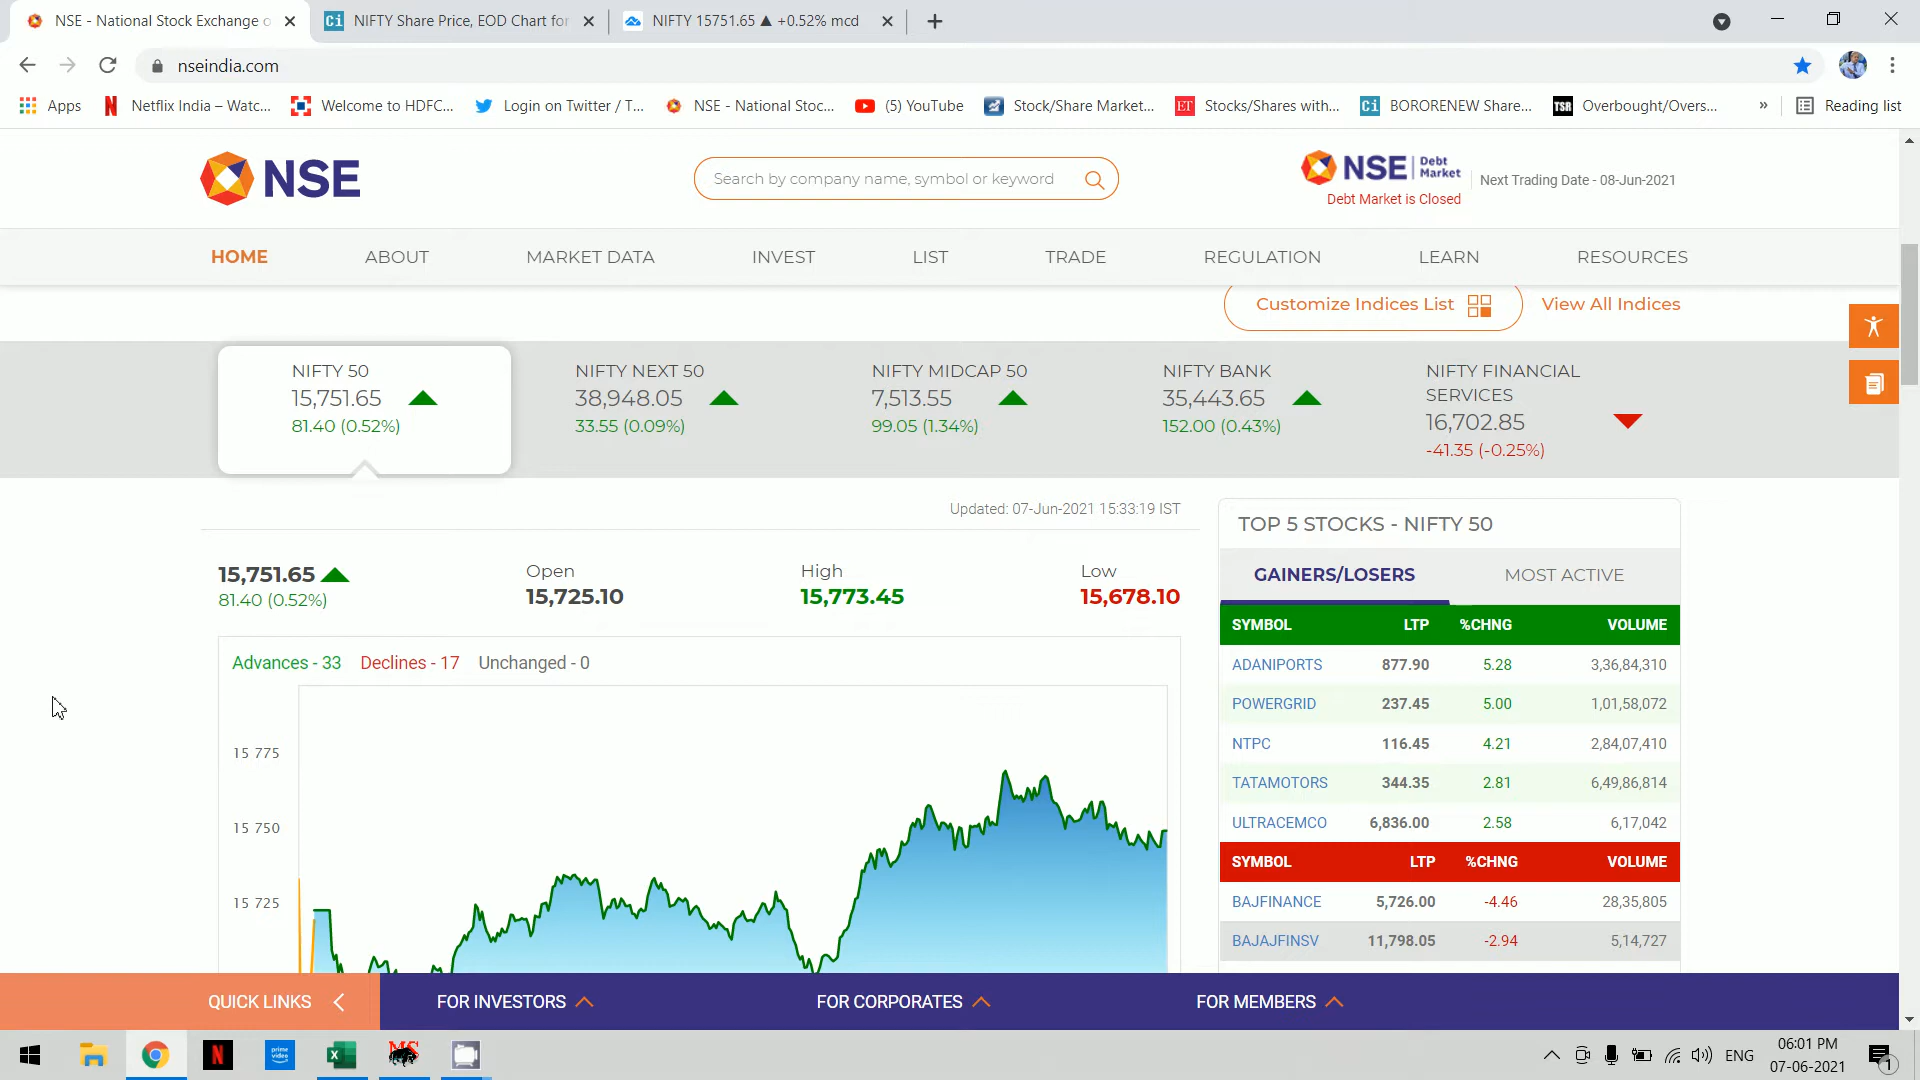 NSE - National Stock Exchange o
NIFTY Share Price, EOD Chart for
NIFTY 15751.65 ▲ +0.52% mcd
nseindia.com
Apps
Netflix India – Watc...
Welcome to HDFC...
Login on Twitter / T...
NSE - National Stoc...
(5) YouTube
Stock/Share Market...
ET
Stocks/Shares with...
Ci
BORORENEW Share...
TSR
Overbought/Overs...
»
Reading list
NSE
Search by company name, symbol or keyword
NSE Debt Market
Debt Market is Closed
Next Trading Date - 08-Jun-2021
HOME
ABOUT
MARKET DATA
INVEST
LIST
TRADE
REGULATION
LEARN
RESOURCES
Customize Indices List
View All Indices
NIFTY 50
15,751.65
81.40 (0.52%)
NIFTY NEXT 50
38,948.05
33.55 (0.09%)
NIFTY MIDCAP 50
7,513.55
99.05 (1.34%)
NIFTY BANK
35,443.65
152.00 (0.43%)
NIFTY FINANCIAL
SERVICES
16,702.85
-41.35 (-0.25%)
Updated: 07-Jun-2021 15:33:19 IST
15,751.65
81.40 (0.52%)
Open
15,725.10
High
15,773.45
Low
15,678.10
Advances - 33 Declines - 17 Unchanged - 0
15 775
15 750
15 725
TOP 5 STOCKS - NIFTY 50
GAINERS/LOSERS
MOST ACTIVE
SYMBOL LTP %CHNG VOLUME
ADANIPORTS 877.90 5.28 3,36,84,310
POWERGRID 237.45 5.00 1,01,58,072
NTPC 116.45 4.21 2,84,07,410
TATAMOTORS 344.35 2.81 6,49,86,814
ULTRACEMCO 6,836.00 2.58 6,17,042
SYMBOL LTP %CHNG VOLUME
BAJFINANCE 5,726.00 -4.46 28,35,805
BAJAJFINSV 11,798.05 -2.94 5,14,727
QUICK LINKS
FOR INVESTORS
FOR CORPORATES
FOR MEMBERS
N
prime video
MS
ENG
06:01 PM
07-06-2021
1